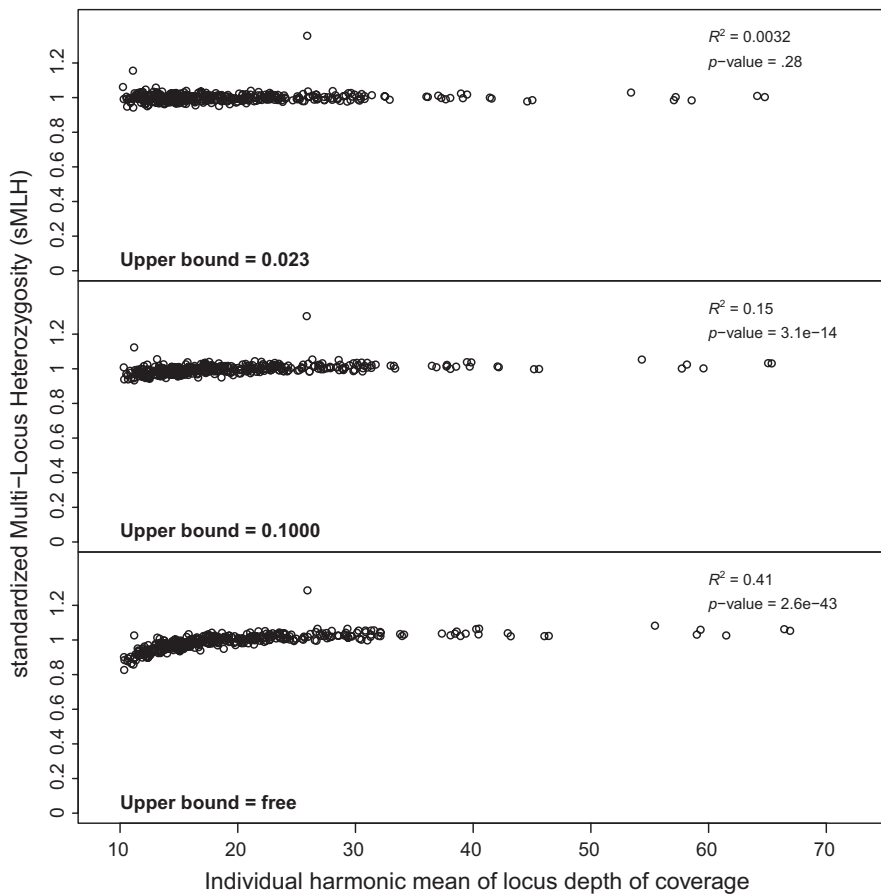 standardized Multi−Locus Heterozygosity (sMLH)
1.2
1
0.8
0.6
0.4
0.2
0
R² = 0.0032
p−value = .28
Upper bound = 0.023
1.2
1
0.8
0.6
0.4
0.2
0
R² = 0.15
p−value = 3.1e−14
Upper bound = 0.1000
1.2
1
0.8
0.6
0.4
0.2
0
R² = 0.41
p−value = 2.6e−43
Upper bound = free
10 20 30 40 50 60 70
Individual harmonic mean of locus depth of coverage